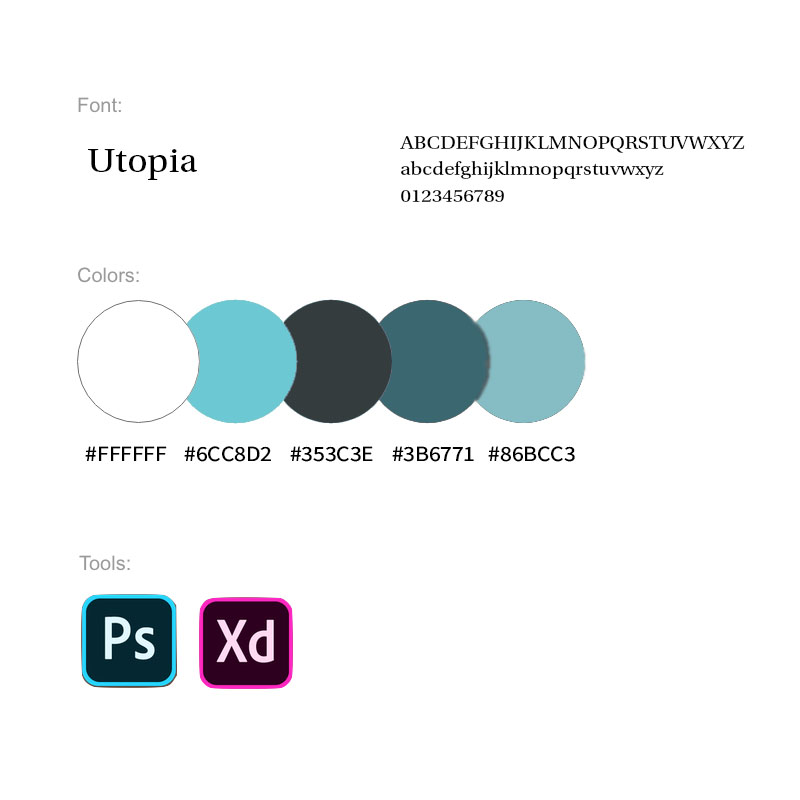 Font:
Utopia
ABCDEFGHIJKLMNOPQRSTUVWXYZ
abcdefghijklmnopqrstuvwxyz
0123456789
Colors:
#FFFFFF #6CC8D2 #353C3E #3B6771 #86BCC3
Tools:
Ps Xd